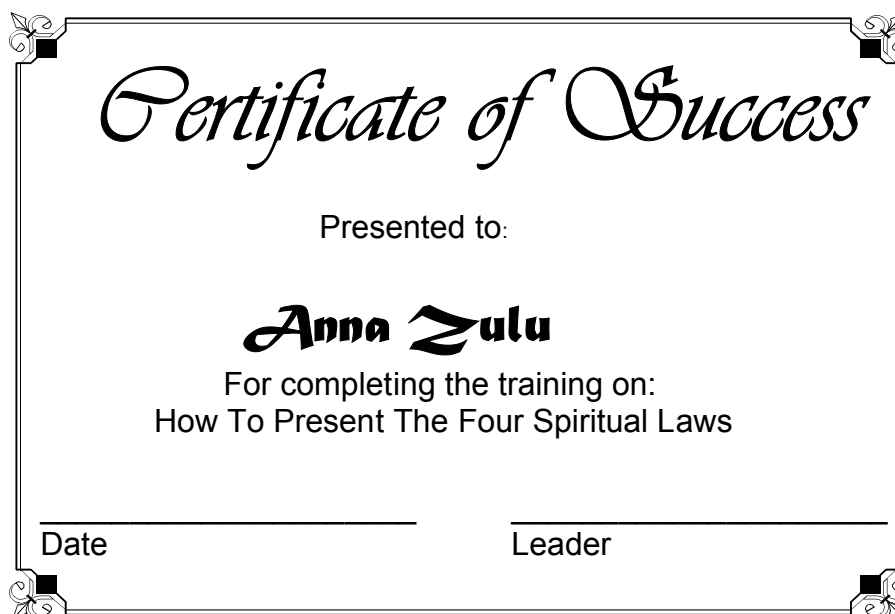 Certificate of Success
Presented to:
Anna Zulu
For completing the training on:
How To Present The Four Spiritual Laws
Date Leader